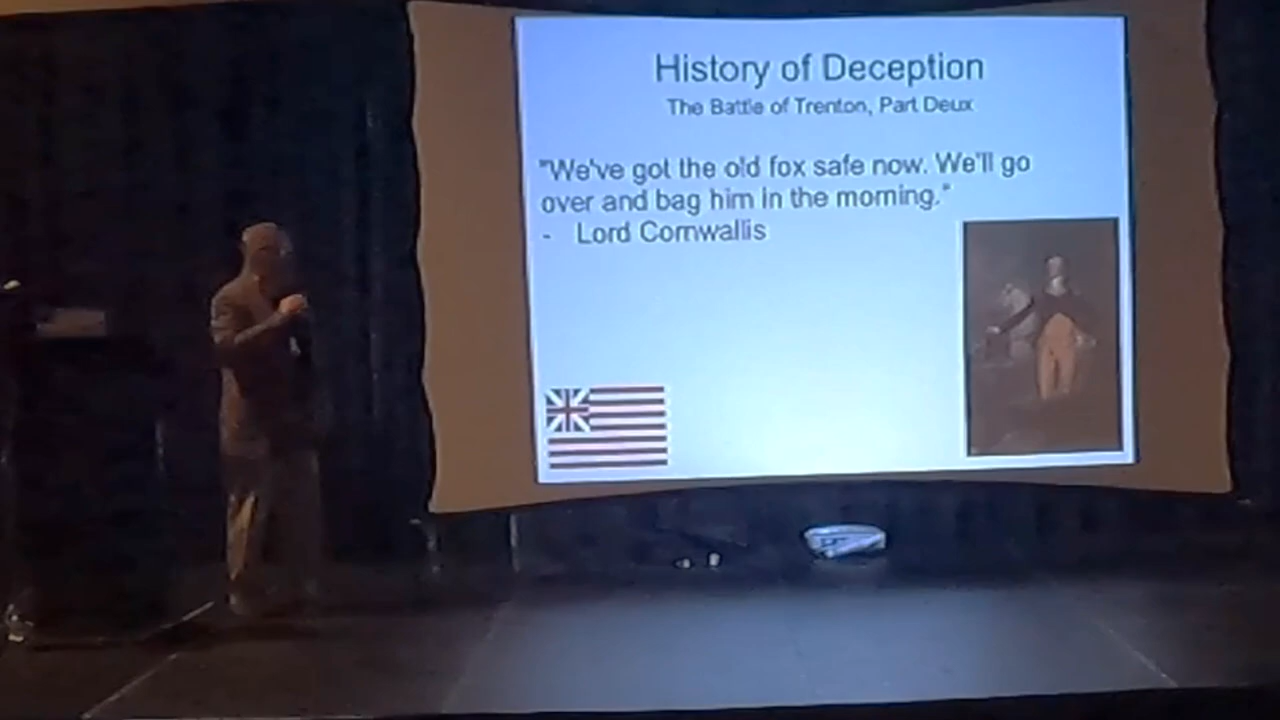 History of Deception
The Battle of Trenton, Part Deux
"We've got the old fox safe now. We'll go
over and bag him in the morning."
- Lord Cornwallis